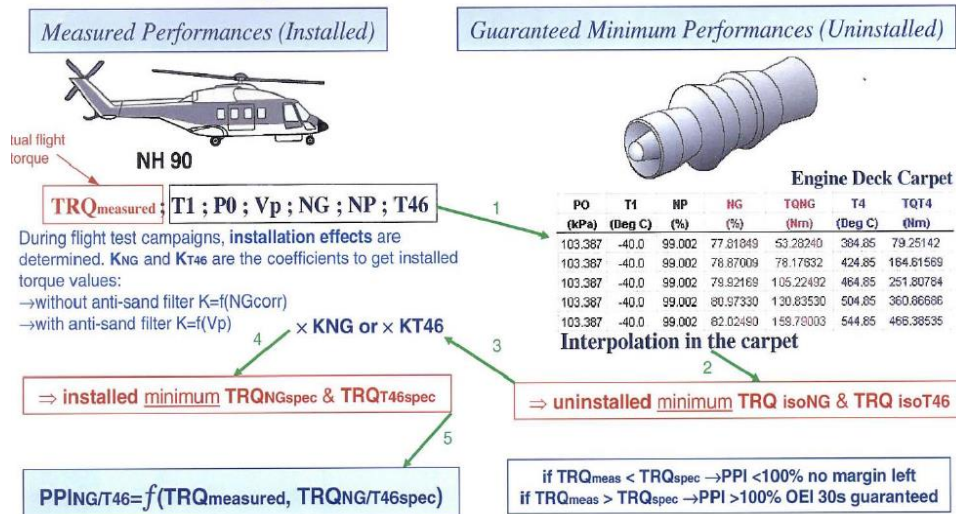 Measured Performances (Installed)
Guaranteed Minimum Performances (Uninstalled)
tual flight
torque
NH 90
TRQmeasured ; T1 ; P0 ; Vp ; NG ; NP ; T46
1
During flight test campaigns, installation effects are
determined. KNG and KT46 are the coefficients to get installed
torque values:
→without anti-sand filter K=f(NGcorr)
→with anti-sand filter K=f(Vp)
Engine Deck Carpet
PO T1 NP NG TQNG T4 TQT4
(kPa) (Deg C) (%) (%) (Nm) (Deg C) (Nm)
103.387 -40.0 99.002 77.81849 53.28240 384.85 79.25142
103.387 -40.0 99.002 78.87009 78.17632 424.85 164.61569
103.387 -40.0 99.002 79.92169 105.22492 464.85 251.80784
103.387 -40.0 99.002 80.97330 130.83530 504.85 360.86686
103.387 -40.0 99.002 82.02490 159.79003 544.85 466.38535
Interpolation in the carpet
2
3
× KNG or × KT46
4
⇒ installed minimum TRQNGspec & TRQT46spec
⇒ uninstalled minimum TRQ isoNG & TRQ isoT46
5
PPING/T46=f(TRQmeasured, TRQNG/T46spec)
if TRQmeas < TRQspec →PPI <100% no margin left
if TRQmeas > TRQspec →PPI >100% OEI 30s guaranteed